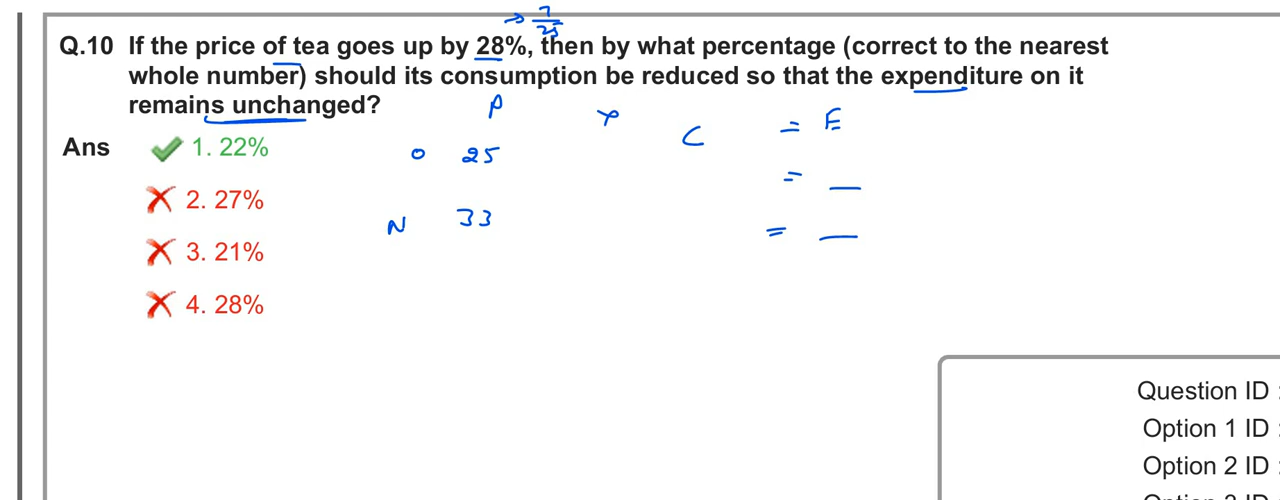 → 7/25
Q.10 If the price of tea goes up by 28%, then by what percentage (correct to the nearest
whole number) should its consumption be reduced so that the expenditure on it
remains unchanged?
P × C = E
Ans 1. 22%
O 25 = _
2. 27%
N 33 = _
3. 21%
4. 28%
Question ID :
Option 1 ID :
Option 2 ID :